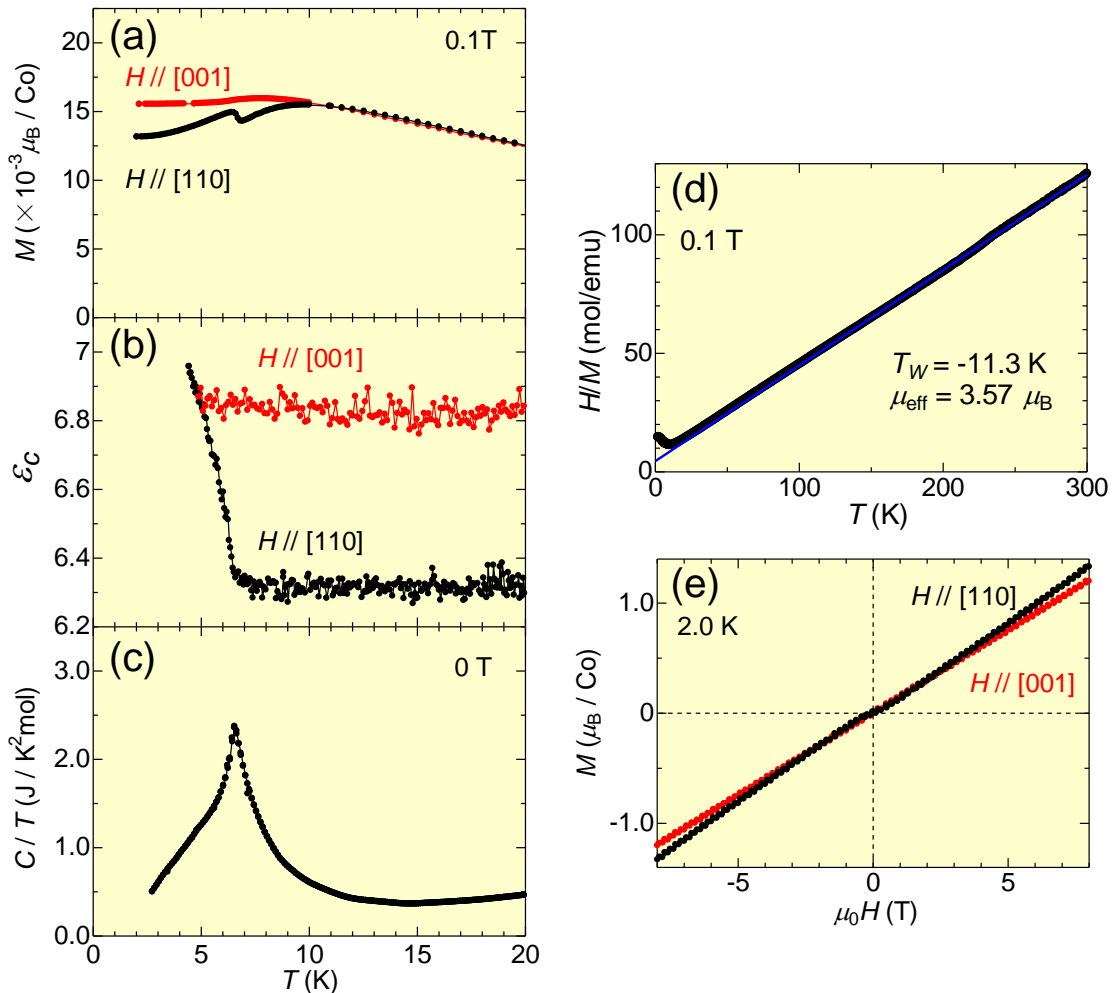 (a)
0.1T
H // [001]
H // [110]
M (× 10⁻³ μB / Co)
20
15
10
5
0
(b)
H // [001]
H // [110]
εc
7
6.8
6.6
6.4
6.2
(c)
0 T
C / T (J / K²mol)
3.0
2.0
1.0
0.0
0 5 10 15 20
T (K)
(d)
0.1 T
TW = -11.3 K
μeff = 3.57 μB
H/M (mol/emu)
100
50
0
0 100 200 300
T (K)
(e)
H // [110]
2.0 K
H // [001]
M (μB / Co)
1.0
0
-1.0
-5 0 5
μ0H (T)